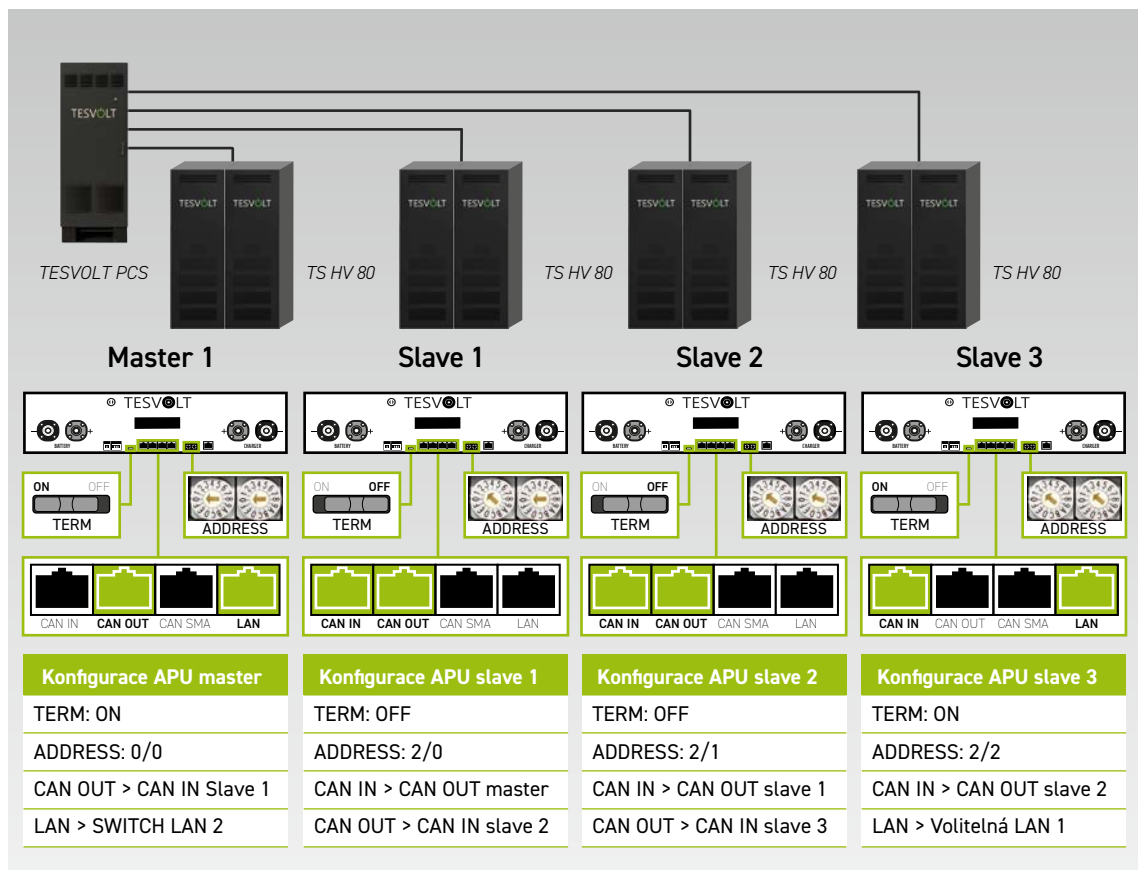 TESVOLT
TESVOLT TESVOLT
TESVOLT TESVOLT
TESVOLT TESVOLT
TESVOLT TESVOLT
TESVOLT PCS
TS HV 80
TS HV 80
TS HV 80
TS HV 80
Master 1
Slave 1
Slave 2
Slave 3
TESVOLT
BATTERY
CHARGER
TESVOLT
BATTERY
CHARGER
TESVOLT
BATTERY
CHARGER
TESVOLT
BATTERY
CHARGER
ON OFF
TERM
ADDRESS
ON OFF
TERM
ADDRESS
ON OFF
TERM
ADDRESS
ON OFF
TERM
ADDRESS
CAN IN CAN OUT CAN SMA LAN
CAN IN CAN OUT CAN SMA LAN
CAN IN CAN OUT CAN SMA LAN
CAN IN CAN OUT CAN SMA LAN
Konfigurace APU master
TERM: ON
ADDRESS: 0/0
CAN OUT > CAN IN Slave 1
LAN > SWITCH LAN 2
Konfigurace APU slave 1
TERM: OFF
ADDRESS: 2/0
CAN IN > CAN OUT master
CAN OUT > CAN IN slave 2
Konfigurace APU slave 2
TERM: OFF
ADDRESS: 2/1
CAN IN > CAN OUT slave 1
CAN OUT > CAN IN slave 3
Konfigurace APU slave 3
TERM: ON
ADDRESS: 2/2
CAN IN > CAN OUT slave 2
LAN > Volitelná LAN 1